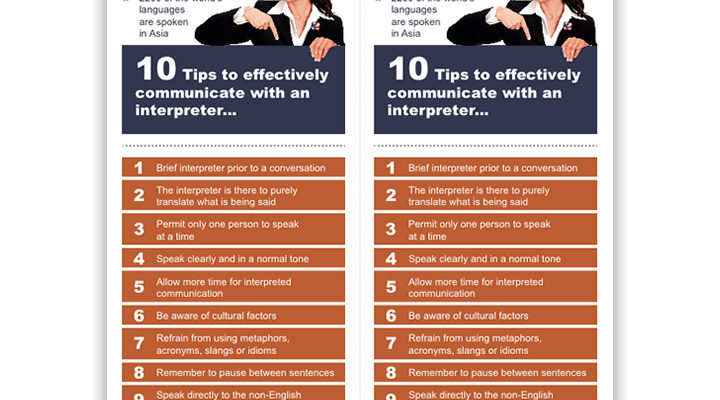 languages
are spoken
in Asia
10 Tips to effectively
communicate with an
interpreter...
1 Brief interpreter prior to a conversation
2 The interpreter is there to purely
translate what is being said
3 Permit only one person to speak
at a time
4 Speak clearly and in a normal tone
5 Allow more time for interpreted
communication
6 Be aware of cultural factors
7 Refrain from using metaphors,
acronyms, slangs or idioms
8 Remember to pause between sentences
9 Speak directly to the non-English
languages
are spoken
in Asia
10 Tips to effectively
communicate with an
interpreter...
1 Brief interpreter prior to a conversation
2 The interpreter is there to purely
translate what is being said
3 Permit only one person to speak
at a time
4 Speak clearly and in a normal tone
5 Allow more time for interpreted
communication
6 Be aware of cultural factors
7 Refrain from using metaphors,
acronyms, slangs or idioms
8 Remember to pause between sentences
9 Speak directly to the non-English